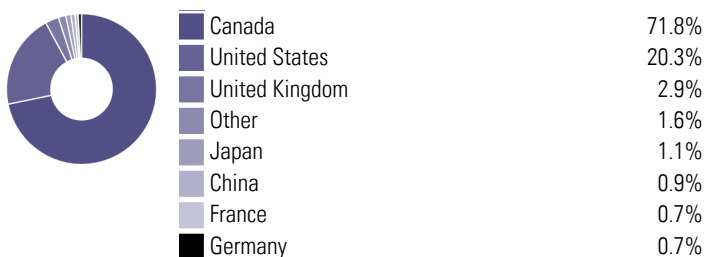 Canada 71.8%
United States 20.3%
United Kingdom 2.9%
Other 1.6%
Japan 1.1%
China 0.9%
France 0.7%
Germany 0.7%